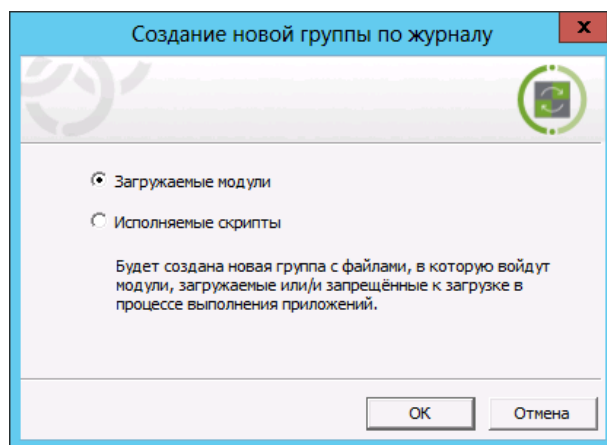 Создание новой группы по журналу
x
Загружаемые модули
Исполняемые скрипты
Будет создана новая группа с файлами, в которую войдут
модули, загружаемые или/и запрещённые к загрузке в
процессе выполнения приложений.
ОК
Отмена